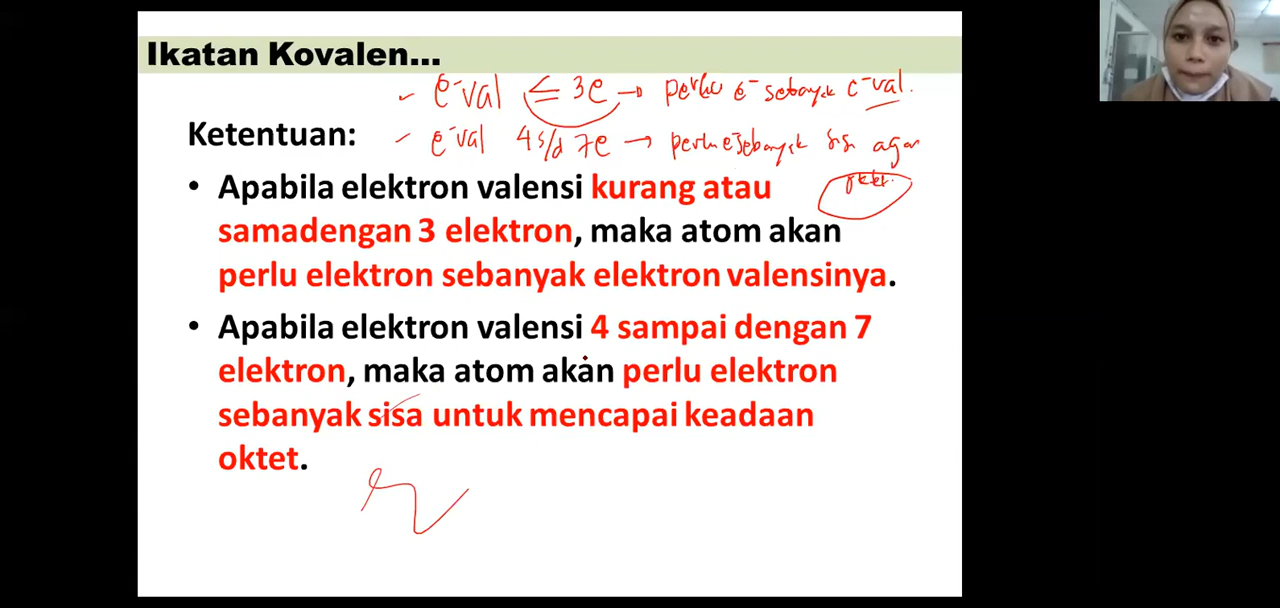 Ikatan Kovalen...
- e⁻val ≤ 3e → perlu e⁻ sebanyak e⁻val.
Ketentuan:
- e⁻val 4 s/d 7e → perlu e⁻ sebanyak sisa agar
oktet.
• Apabila elektron valensi kurang atau
samadengan 3 elektron, maka atom akan
perlu elektron sebanyak elektron valensinya.
• Apabila elektron valensi 4 sampai dengan 7
elektron, maka atom akan perlu elektron
sebanyak sisa untuk mencapai keadaan
oktet.